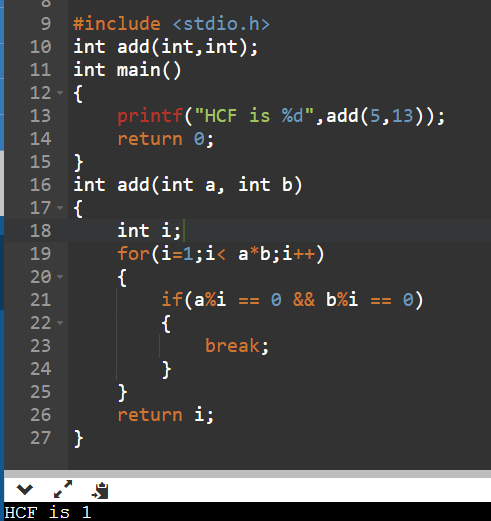 8
9 #include <stdio.h>
10 int add(int,int);
11 int main()
12 {
13     printf("HCF is %d",add(5,13));
14     return 0;
15 }
16 int add(int a, int b)
17 {
18     int i;
19     for(i=1;i< a*b;i++)
20     {
21         if(a%i == 0 && b%i == 0)
22         {
23             break;
24         }
25     }
26     return i;
27 }
HCF is 1